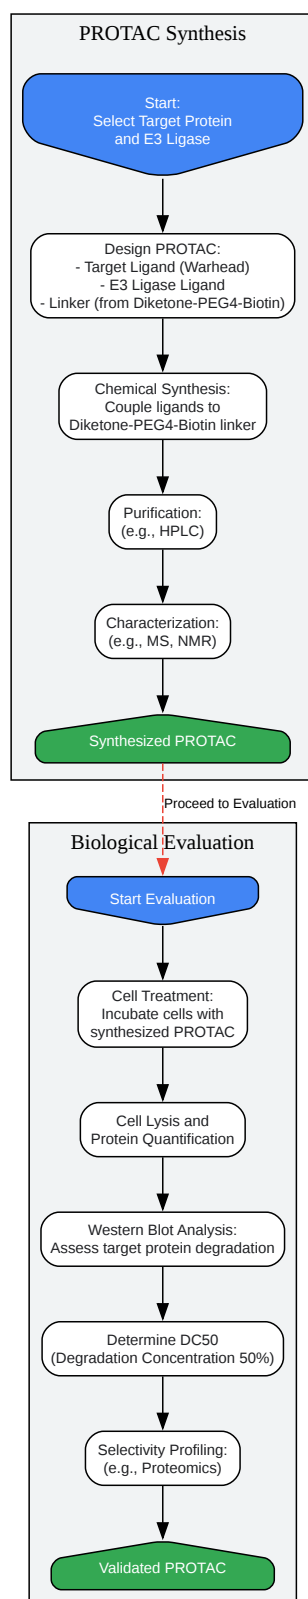 PROTAC Synthesis
Start:
Select Target Protein
and E3 Ligase
Design PROTAC:
- Target Ligand (Warhead)
- E3 Ligase Ligand
- Linker (from Diketone-PEG4-Biotin)
Chemical Synthesis:
Couple ligands to
Diketone-PEG4-Biotin linker
Purification:
(e.g., HPLC)
Characterization:
(e.g., MS, NMR)
Synthesized PROTAC
Proceed to Evaluation
Biological Evaluation
Start Evaluation
Cell Treatment:
Incubate cells with
synthesized PROTAC
Cell Lysis and
Protein Quantification
Western Blot Analysis:
Assess target protein degradation
Determine DC50
(Degradation Concentration 50%)
Selectivity Profiling:
(e.g., Proteomics)
Validated PROTAC